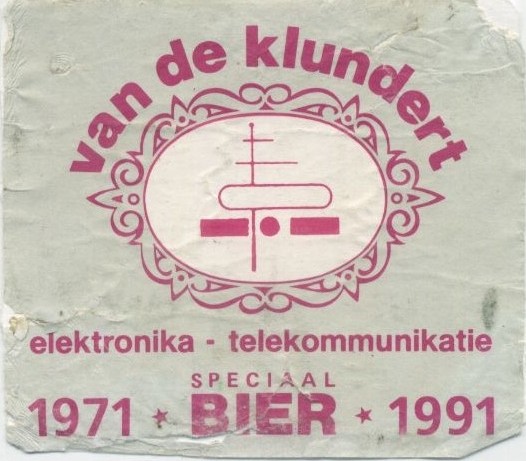 van de klundert
elektronika - telekommunikatie
SPECIAAL
1971 * BIER * 1991